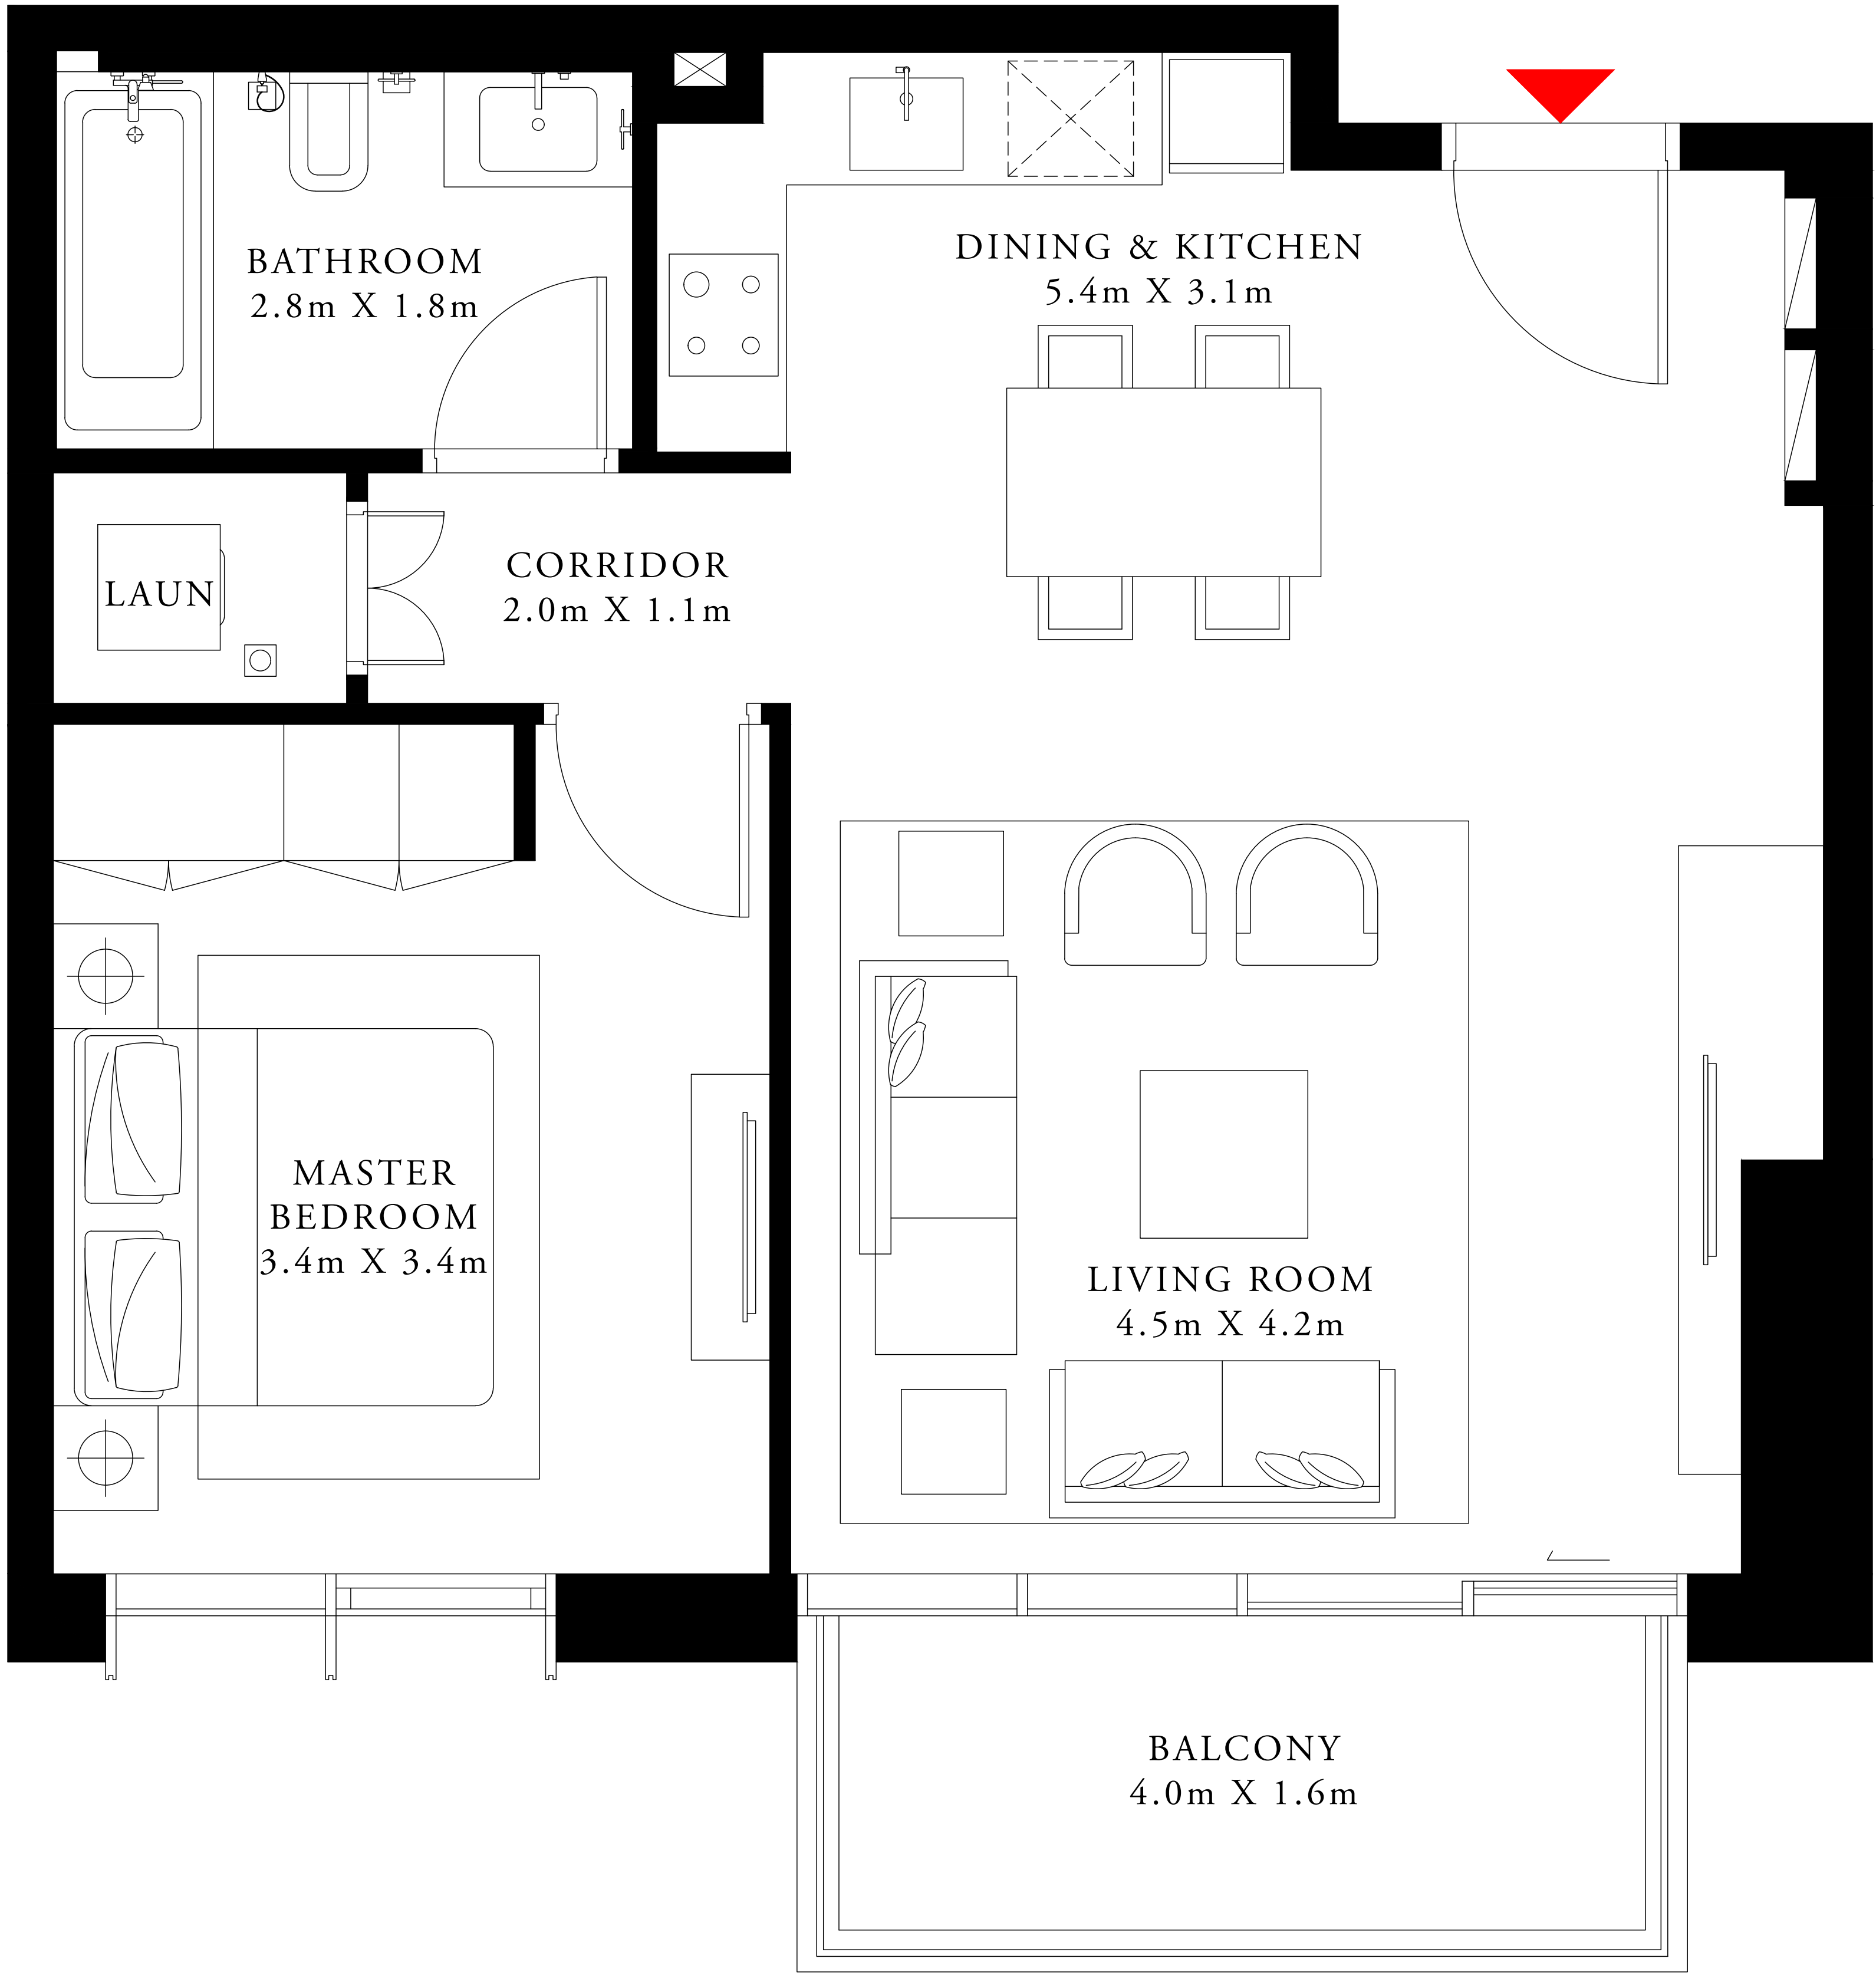 BATHROOM
2.8m X 1.8m
DINING & KITCHEN
5.4m X 3.1m
LAUN
CORRIDOR
2.0m X 1.1m
MASTER
BEDROOM
3.4m X 3.4m
LIVING ROOM
4.5m X 4.2m
BALCONY
4.0m X 1.6m